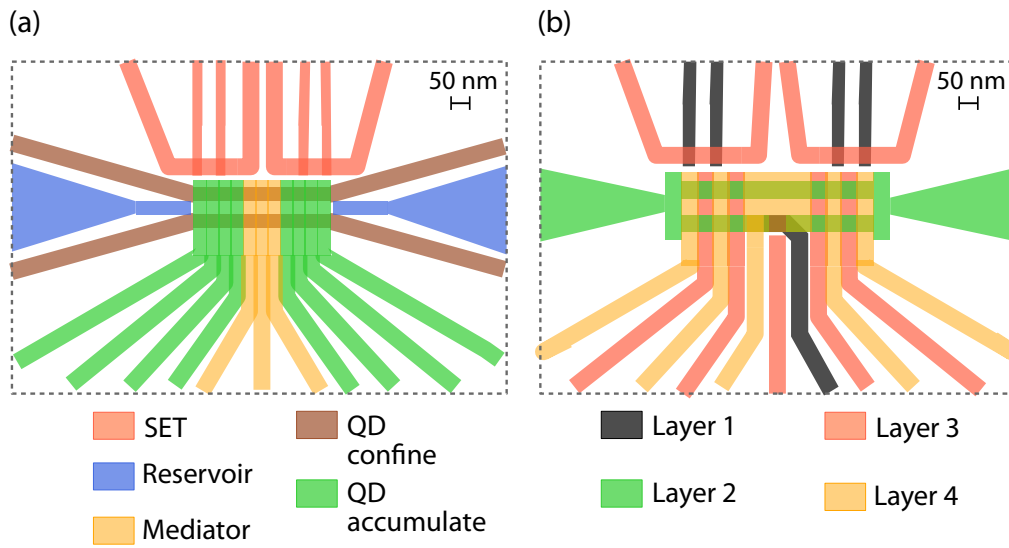 (a)
(b)
50 nm
50 nm
SET
Reservoir
Mediator
QD
confine
QD
accumulate
Layer 1
Layer 2
Layer 3
Layer 4